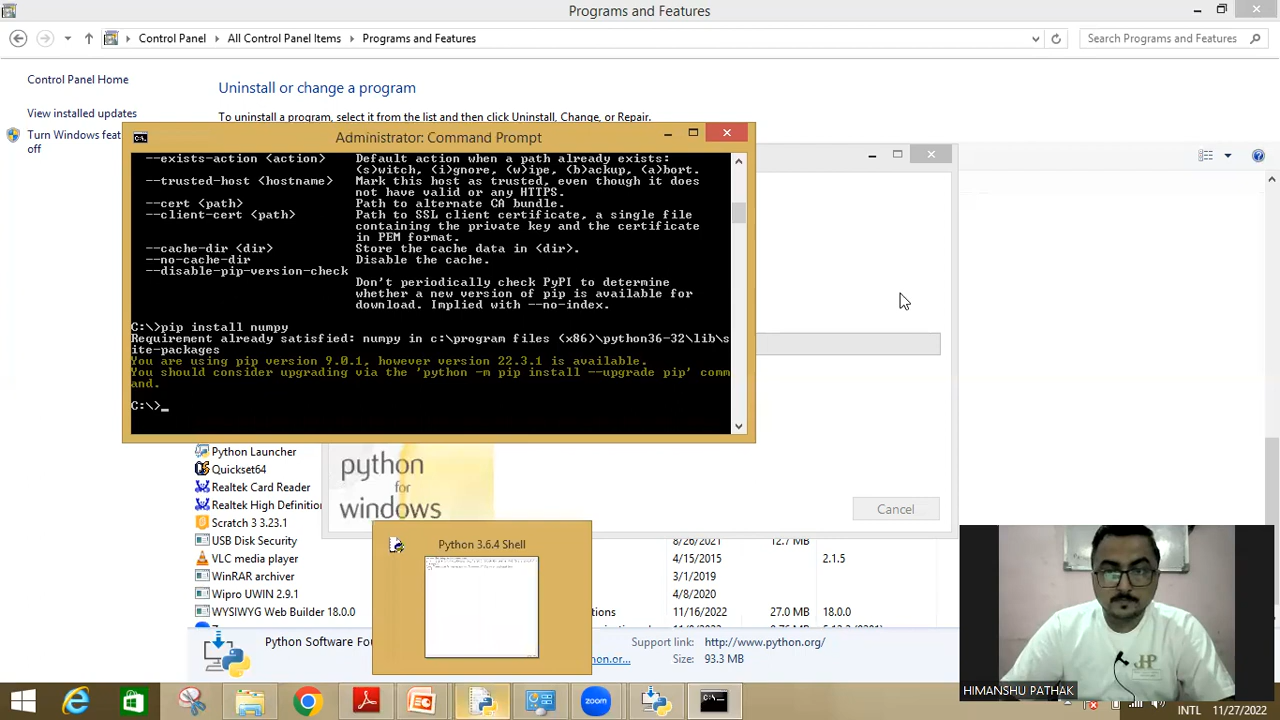 Programs and Features
Control Panel
All Control Panel Items
Programs and Features
Search Programs and Features
Control Panel Home
View installed updates
Turn Windows feat
off
Uninstall or change a program
To uninstall a program, select it from the list and then click Uninstall, Change, or Repair.
Administrator: Command Prompt
--exists-action <action> Default action when a path already exists:
(s)witch, (i)gnore, (w)ipe, (b)ackup, (a)bort.
--trusted-host <hostname> Mark this host as trusted, even though it does
not have valid or any HTTPS.
--cert <path> Path to alternate CA bundle.
--client-cert <path> Path to SSL client certificate, a single file
containing the private key and the certificate
in PEM format.
--cache-dir <dir> Store the cache data in <dir>.
--no-cache-dir Disable the cache.
--disable-pip-version-check
Don't periodically check PyPI to determine
whether a new version of pip is available for
download. Implied with --no-index.
C:\>pip install numpy
Requirement already satisfied: numpy in c:\program files (x86)\python36-32\lib\s
ite-packages
You are using pip version 9.0.1, however version 22.3.1 is available.
You should consider upgrading via the 'python -m pip install --upgrade pip' comm
and.
C:\>_
Python Launcher
Quickset64
Realtek Card Reader
Realtek High Definitio
Scratch 3 3.23.1
USB Disk Security 8/26/2021 12.7 MB
VLC media player 4/15/2015 2.1.5
WinRAR archiver 3/1/2019
Wipro UWIN 2.9.1 4/8/2020
WYSIWYG Web Builder 18.0.0 ions 11/16/2022 27.0 MB 18.0.0
python
for
windows
Cancel
Python 3.6.4 Shell
Python Software Fou
Support link: http://www.python.org/
on.or...
Size: 93.3 MB
zoom
HIMANSHU PATHAK
INTL 11/27/2022